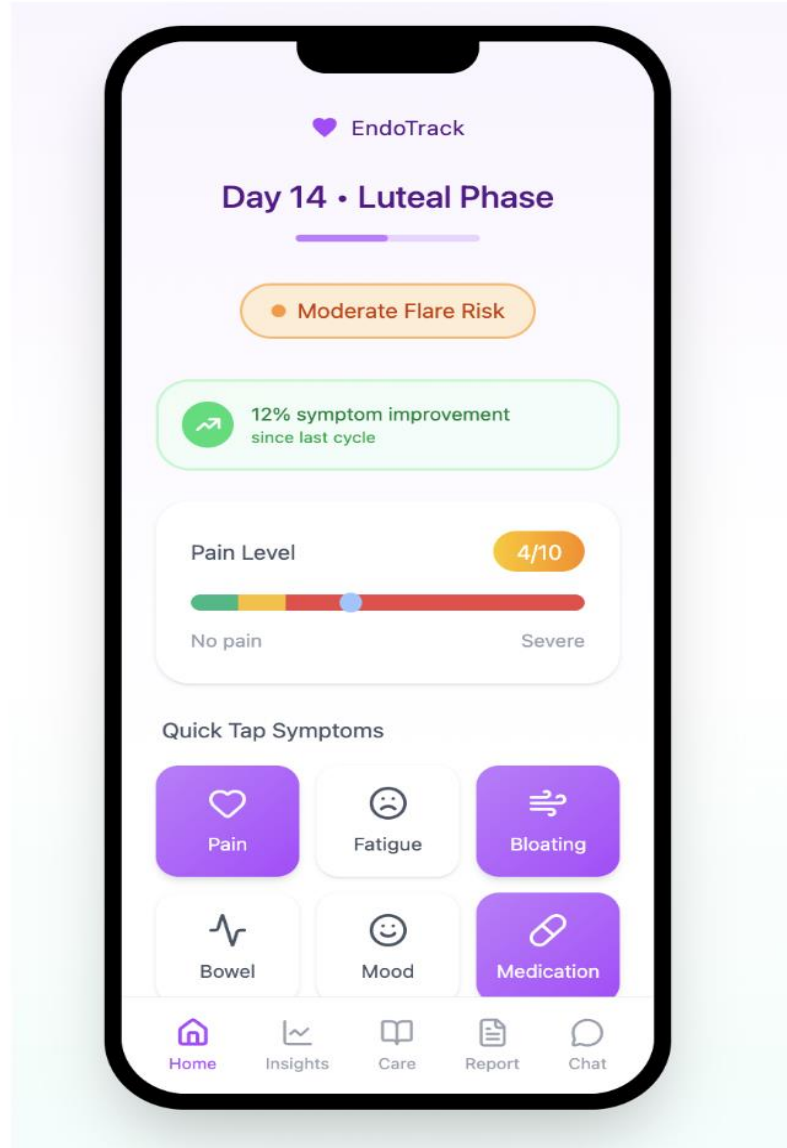 EndoTrack
Day 14 • Luteal Phase
Moderate Flare Risk
12% symptom improvement
since last cycle
Pain Level
4/10
No pain
Severe
Quick Tap Symptoms
Pain
Fatigue
Bloating
Bowel
Mood
Medication
Home
Insights
Care
Report
Chat